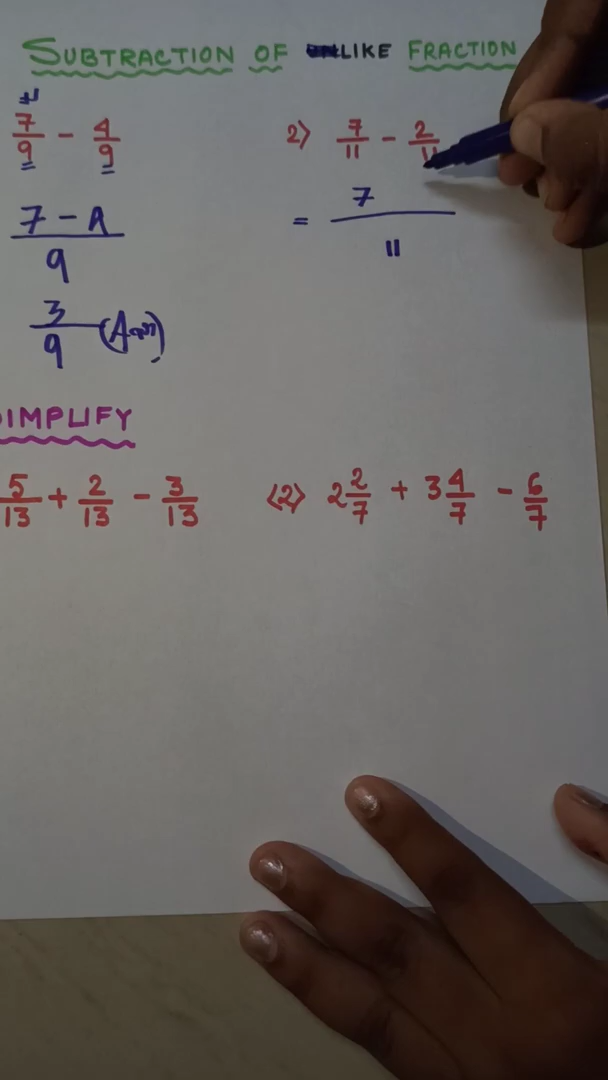 SUBTRACTION OF LIKE FRACTION
7/9 - 4/9
7 - 4 / 9
3/9 (Ans)
2) 7/11 - 2/11
= 7 / 11
SIMPLIFY
5/13 + 2/13 - 3/13
(2) 2 2/7 + 3 4/7 - 6/7